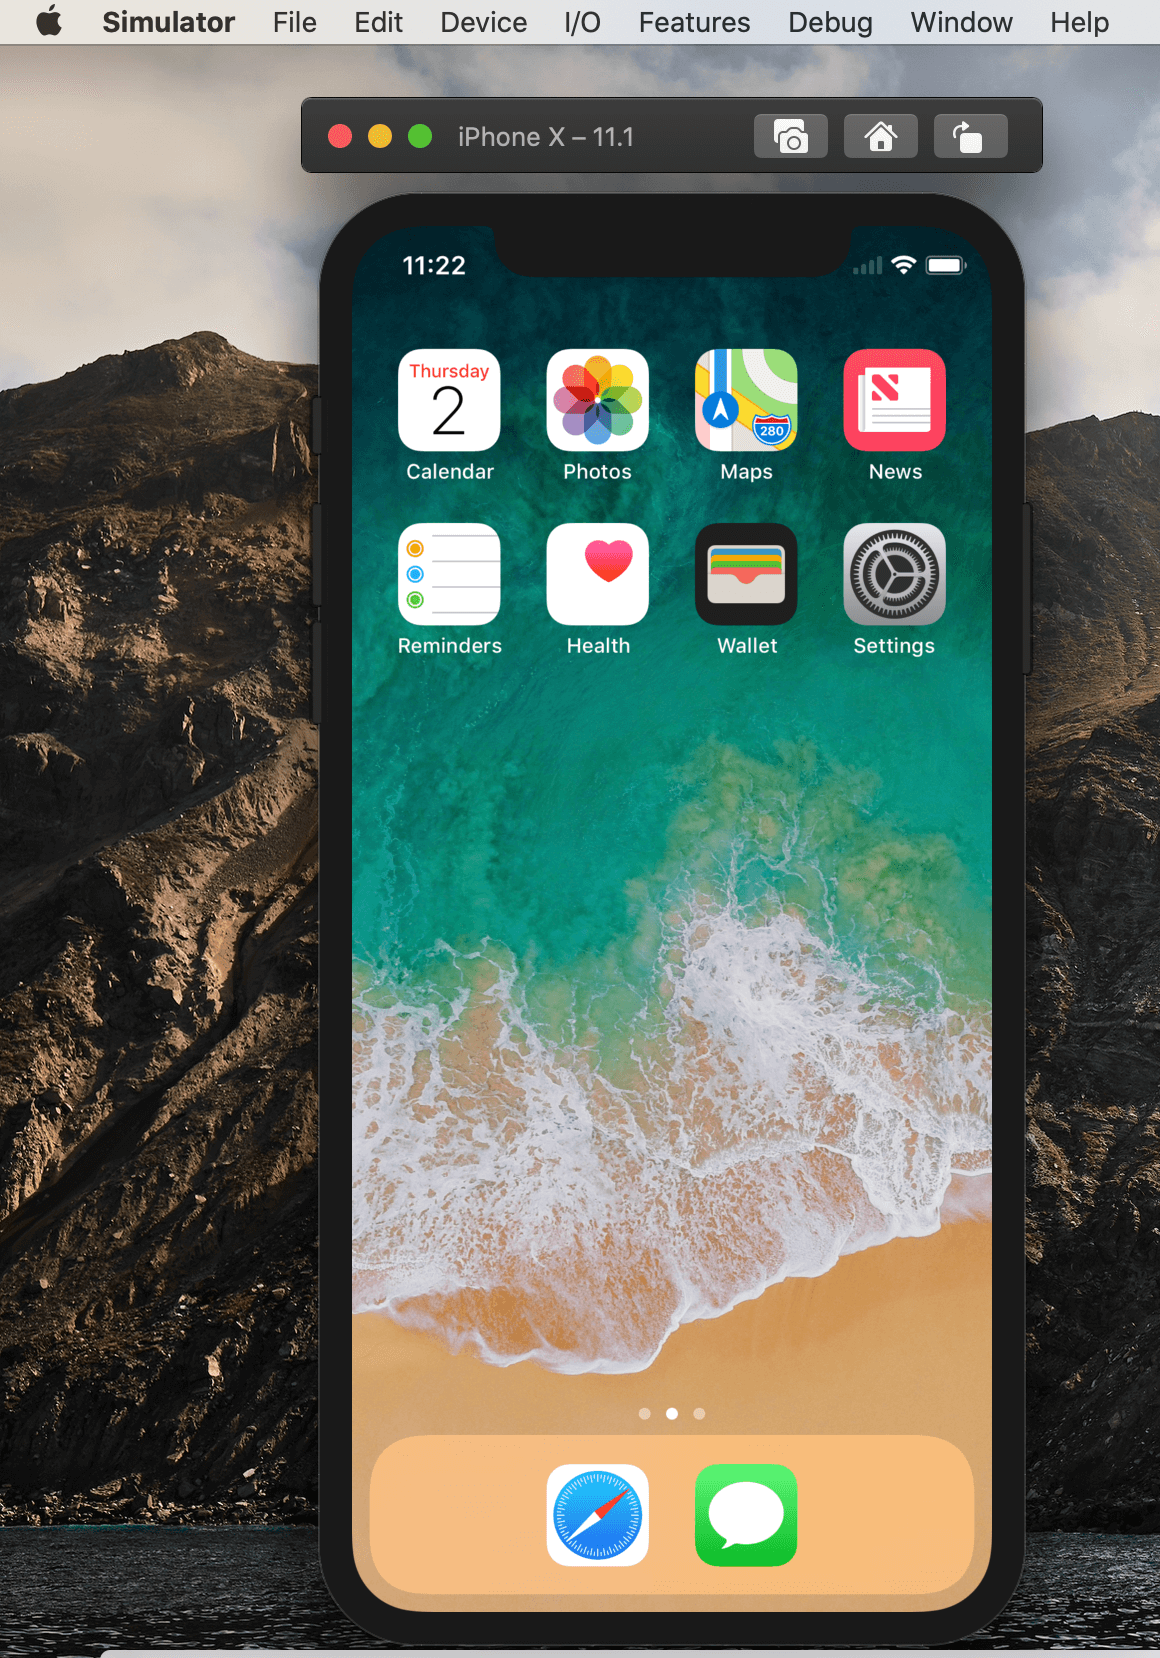 Simulator File Edit Device I/O Features Debug Window Help
iPhone X – 11.1
11:22
Thursday
2
280
Calendar Photos Maps News
Reminders Health Wallet Settings